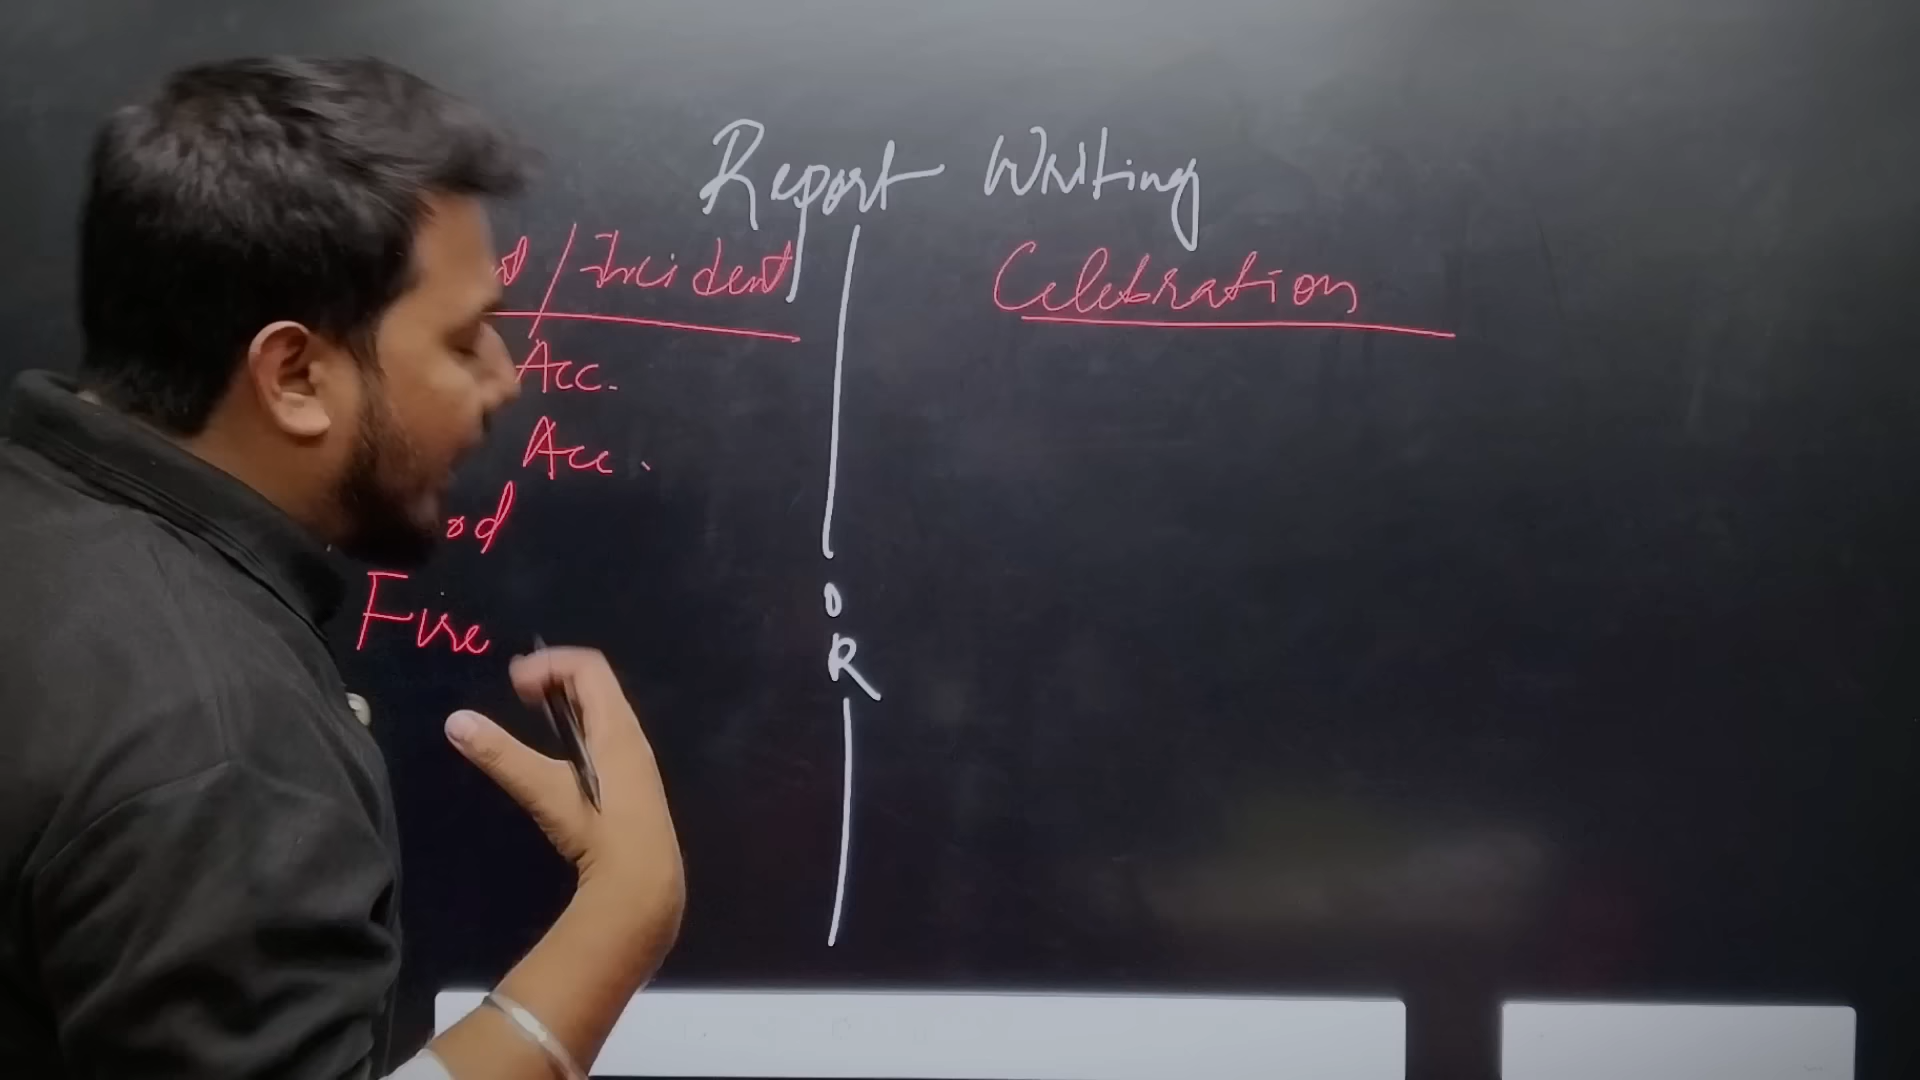 Report Writing
/ Incident
Celebration
Acc.
Acc.
Fire
OR